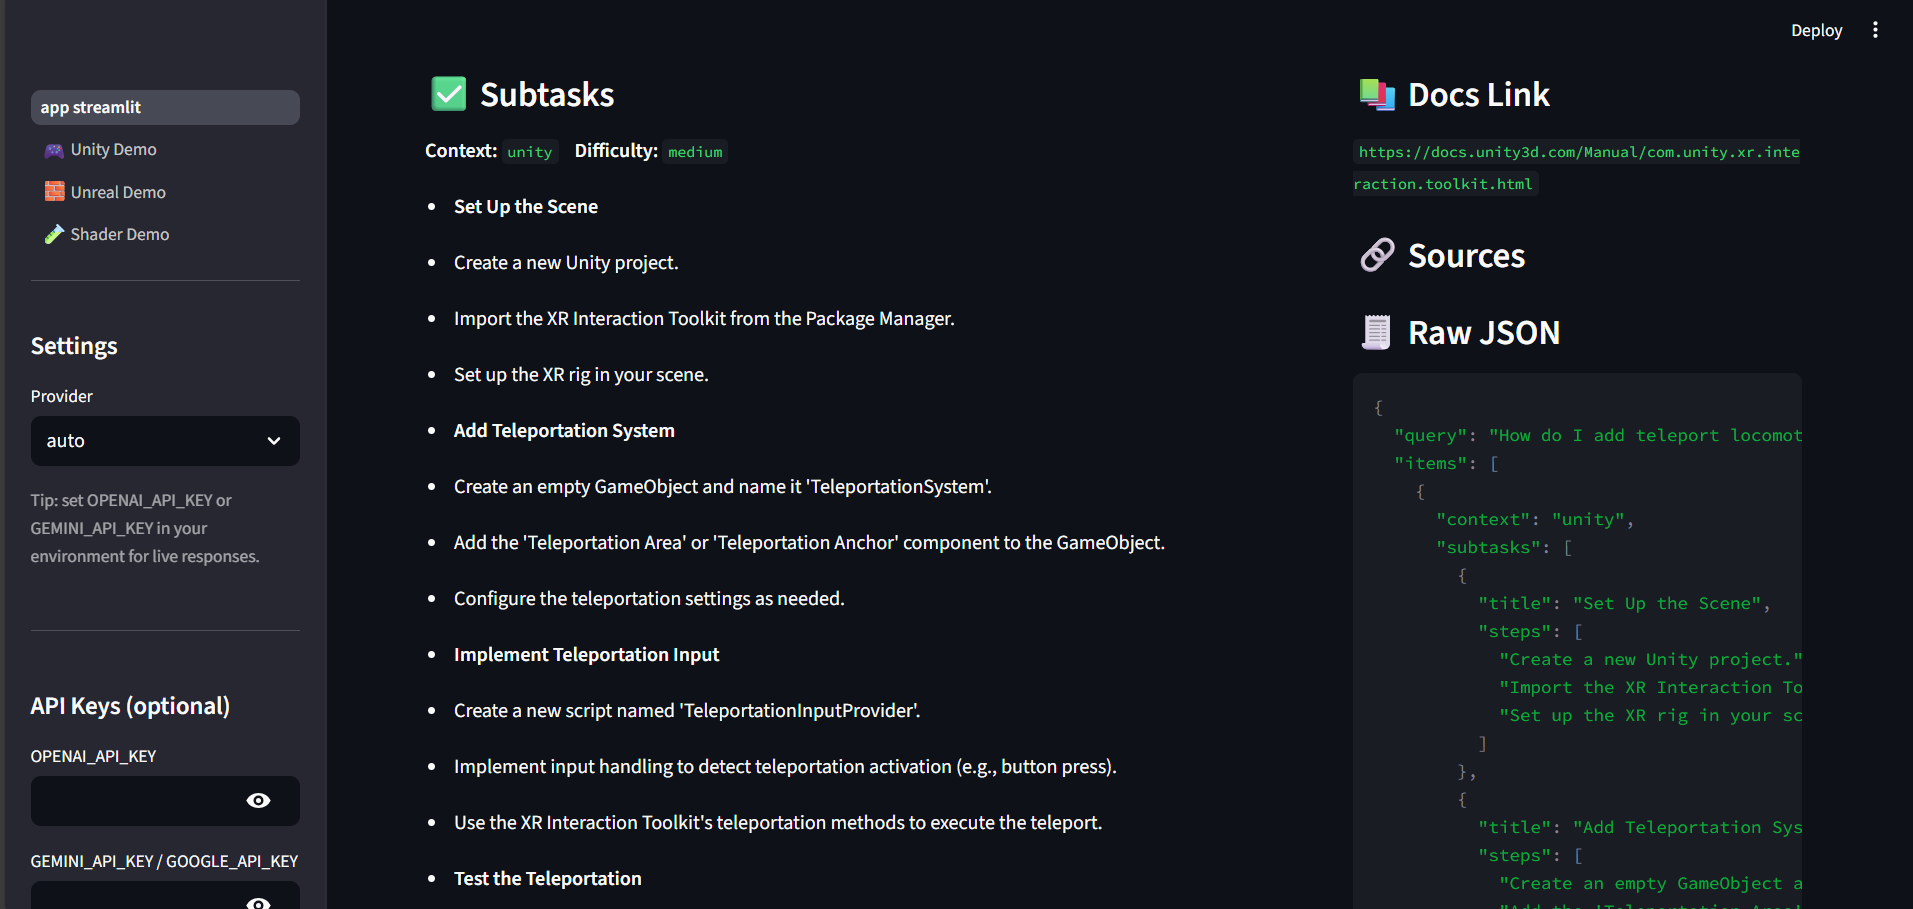 Deploy
app streamlit
Unity Demo
Unreal Demo
Shader Demo
Settings
Provider
auto
Tip: set OPENAI_API_KEY or
GEMINI_API_KEY in your
environment for live responses.
API Keys (optional)
OPENAI_API_KEY
GEMINI_API_KEY / GOOGLE_API_KEY
Subtasks
Context: unity Difficulty: medium
• Set Up the Scene
• Create a new Unity project.
• Import the XR Interaction Toolkit from the Package Manager.
• Set up the XR rig in your scene.
• Add Teleportation System
• Create an empty GameObject and name it 'TeleportationSystem'.
• Add the 'Teleportation Area' or 'Teleportation Anchor' component to the GameObject.
• Configure the teleportation settings as needed.
• Implement Teleportation Input
• Create a new script named 'TeleportationInputProvider'.
• Implement input handling to detect teleportation activation (e.g., button press).
• Use the XR Interaction Toolkit's teleportation methods to execute the teleport.
• Test the Teleportation
Docs Link
https://docs.unity3d.com/Manual/com.unity.xr.inte
raction.toolkit.html
Sources
Raw JSON
{
"query": "How do I add teleport locomot
"items": [
{
"context": "unity",
"subtasks": [
{
"title": "Set Up the Scene",
"steps": [
"Create a new Unity project."
"Import the XR Interaction To
"Set up the XR rig in your sc
]
},
{
"title": "Add Teleportation Sys
"steps": [
"Create an empty GameObject a
"Add the 'Teleportation Area'